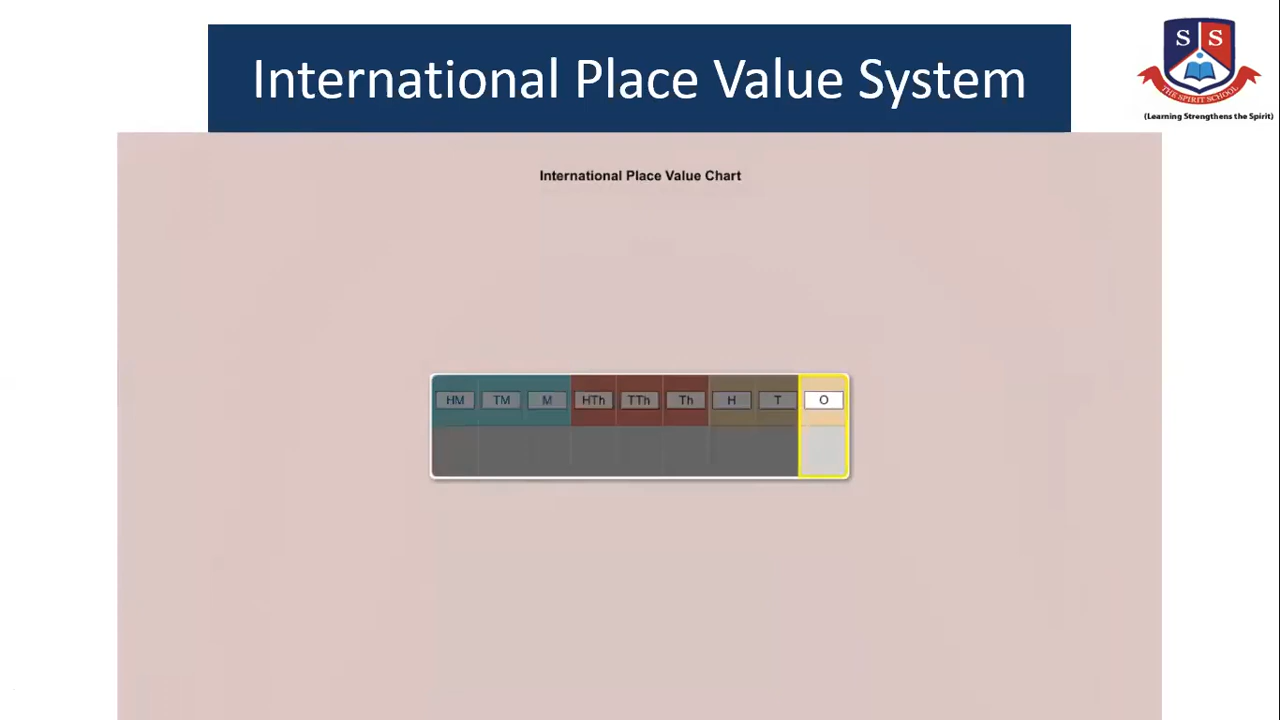 International Place Value System
S S
THE SPIRIT SCHOOL
(Learning Strengthens the Spirit)
International Place Value Chart
HM TM M HTh TTh Th H T O